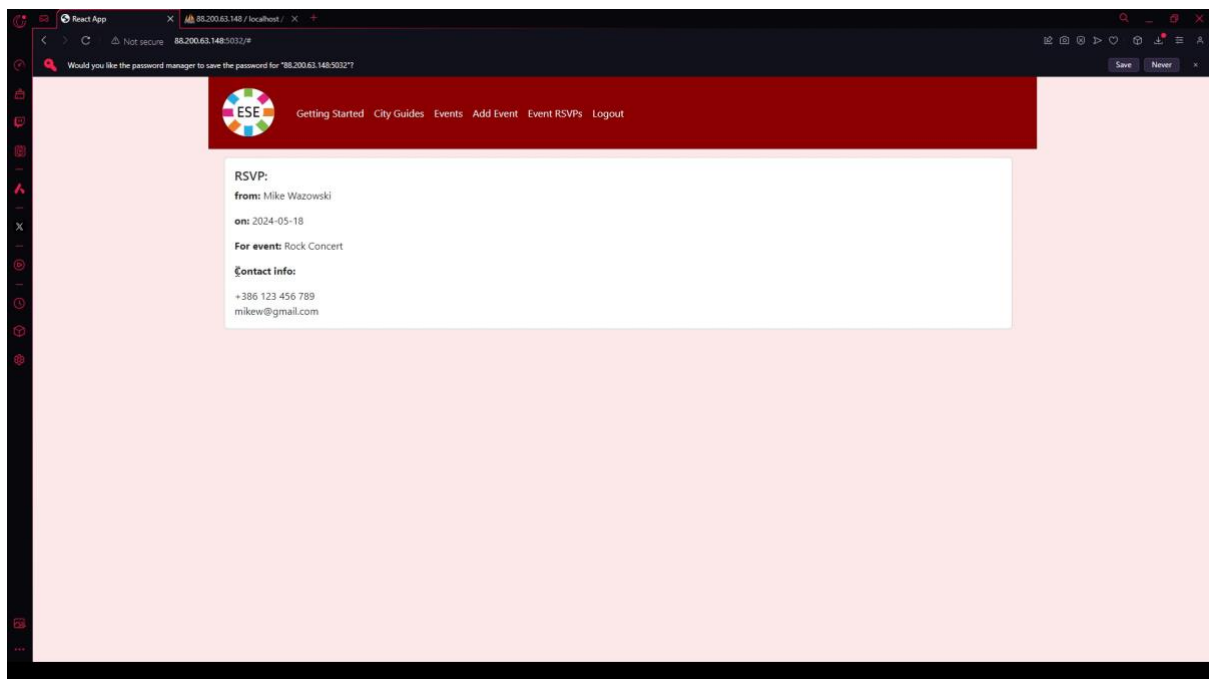 React App
88.200.63.148 / localhost /
Not secure 88.200.63.148:5032/#
Would you like the password manager to save the password for "88.200.63.148:5032"?
Save Never
ESE
Getting Started City Guides Events Add Event Event RSVPs Logout
RSVP:
from: Mike Wazowski
on: 2024-05-18
For event: Rock Concert
Contact info:
+386 123 456 789
mikew@gmail.com